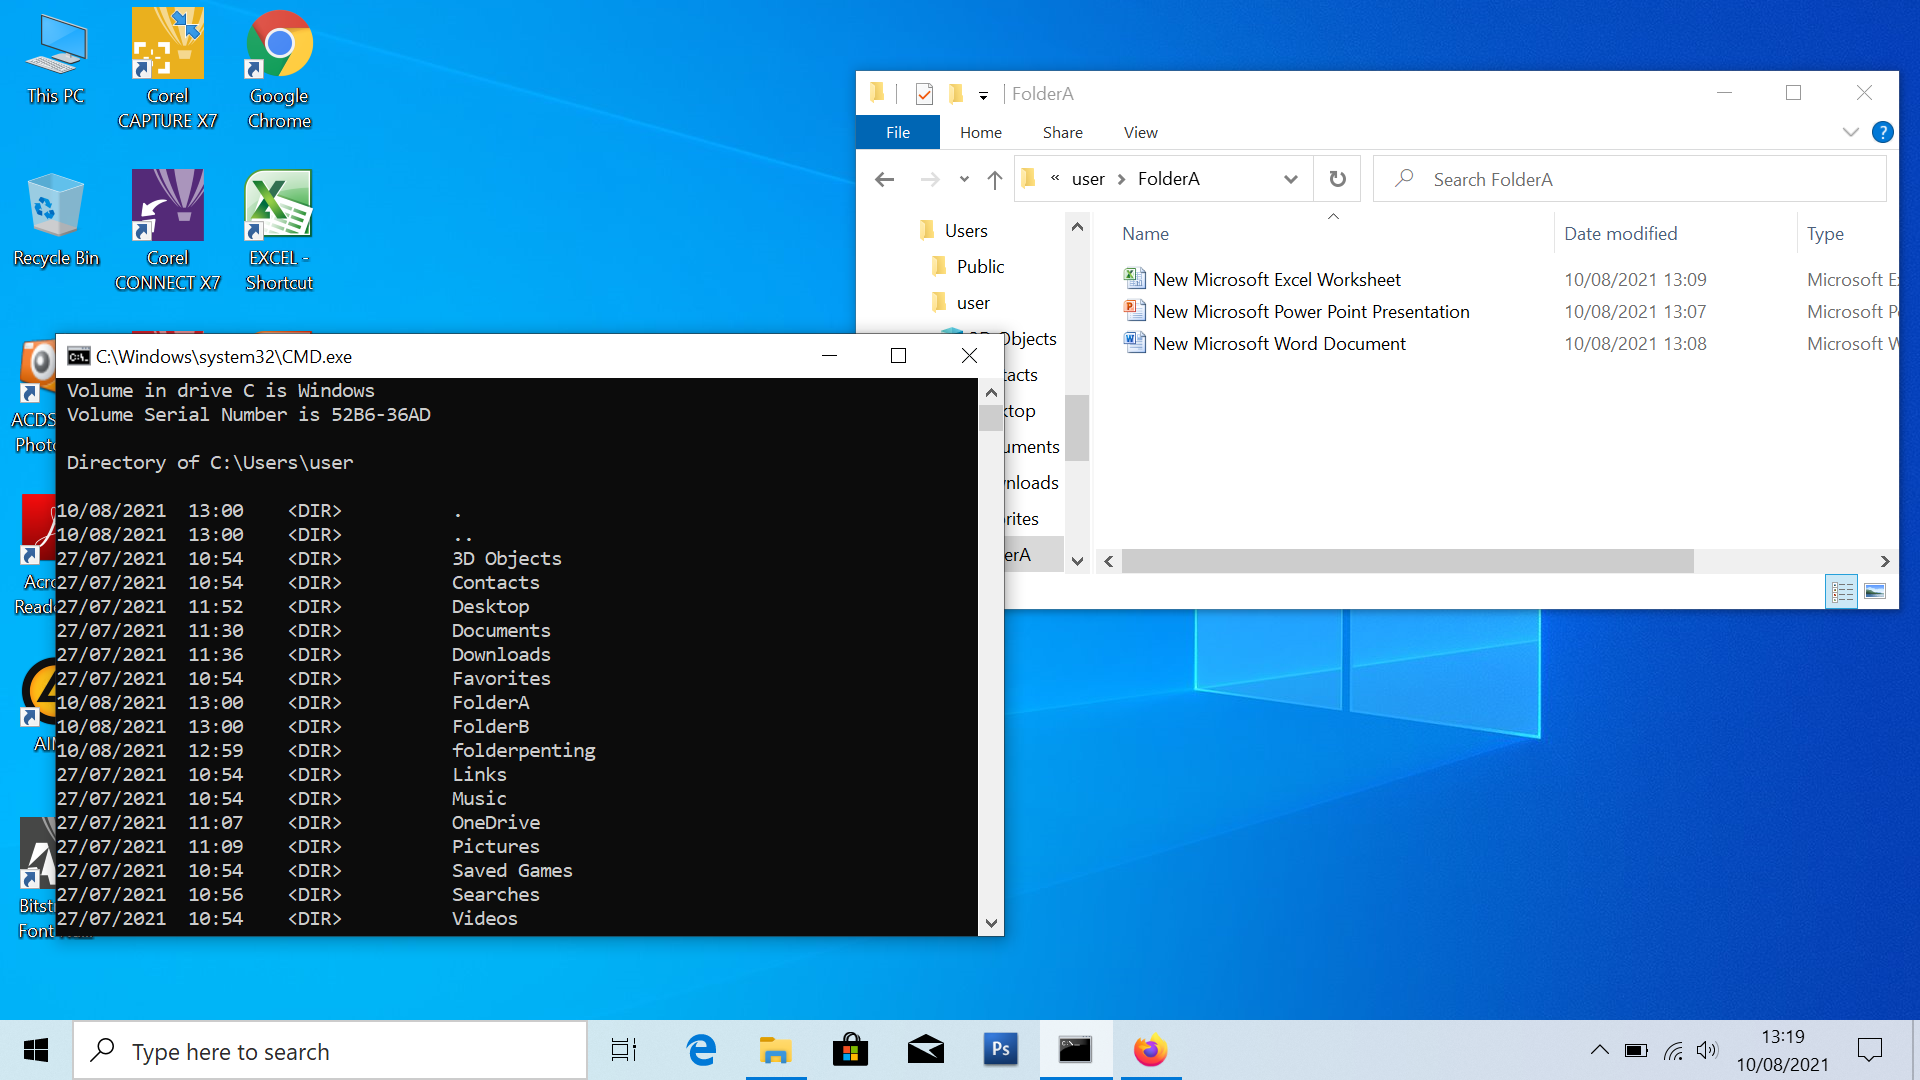 This PC
Corel CAPTURE X7
Google Chrome
Recycle Bin
Corel CONNECT X7
EXCEL - Shortcut
ACDS
Photo
Acro
Read
AI
Bitst
Font
FolderA
File Home Share View
?
« user > FolderA
Search FolderA
Users
Public
user
3D Objects
tacts
ktop
uments
nloads
rites
erA
Name Date modified Type
New Microsoft Excel Worksheet 10/08/2021 13:09 Microsoft E
New Microsoft Power Point Presentation 10/08/2021 13:07 Microsoft P
New Microsoft Word Document 10/08/2021 13:08 Microsoft W
C:\Windows\system32\CMD.exe
Volume in drive C is Windows
Volume Serial Number is 52B6-36AD
Directory of C:\Users\user
10/08/2021 13:00 <DIR> .
10/08/2021 13:00 <DIR> ..
27/07/2021 10:54 <DIR> 3D Objects
27/07/2021 10:54 <DIR> Contacts
27/07/2021 11:52 <DIR> Desktop
27/07/2021 11:30 <DIR> Documents
27/07/2021 11:36 <DIR> Downloads
27/07/2021 10:54 <DIR> Favorites
10/08/2021 13:00 <DIR> FolderA
10/08/2021 13:00 <DIR> FolderB
10/08/2021 12:59 <DIR> folderpenting
27/07/2021 10:54 <DIR> Links
27/07/2021 10:54 <DIR> Music
27/07/2021 11:07 <DIR> OneDrive
27/07/2021 11:09 <DIR> Pictures
27/07/2021 10:54 <DIR> Saved Games
27/07/2021 10:56 <DIR> Searches
27/07/2021 10:54 <DIR> Videos
Type here to search
Ps
13:19
10/08/2021